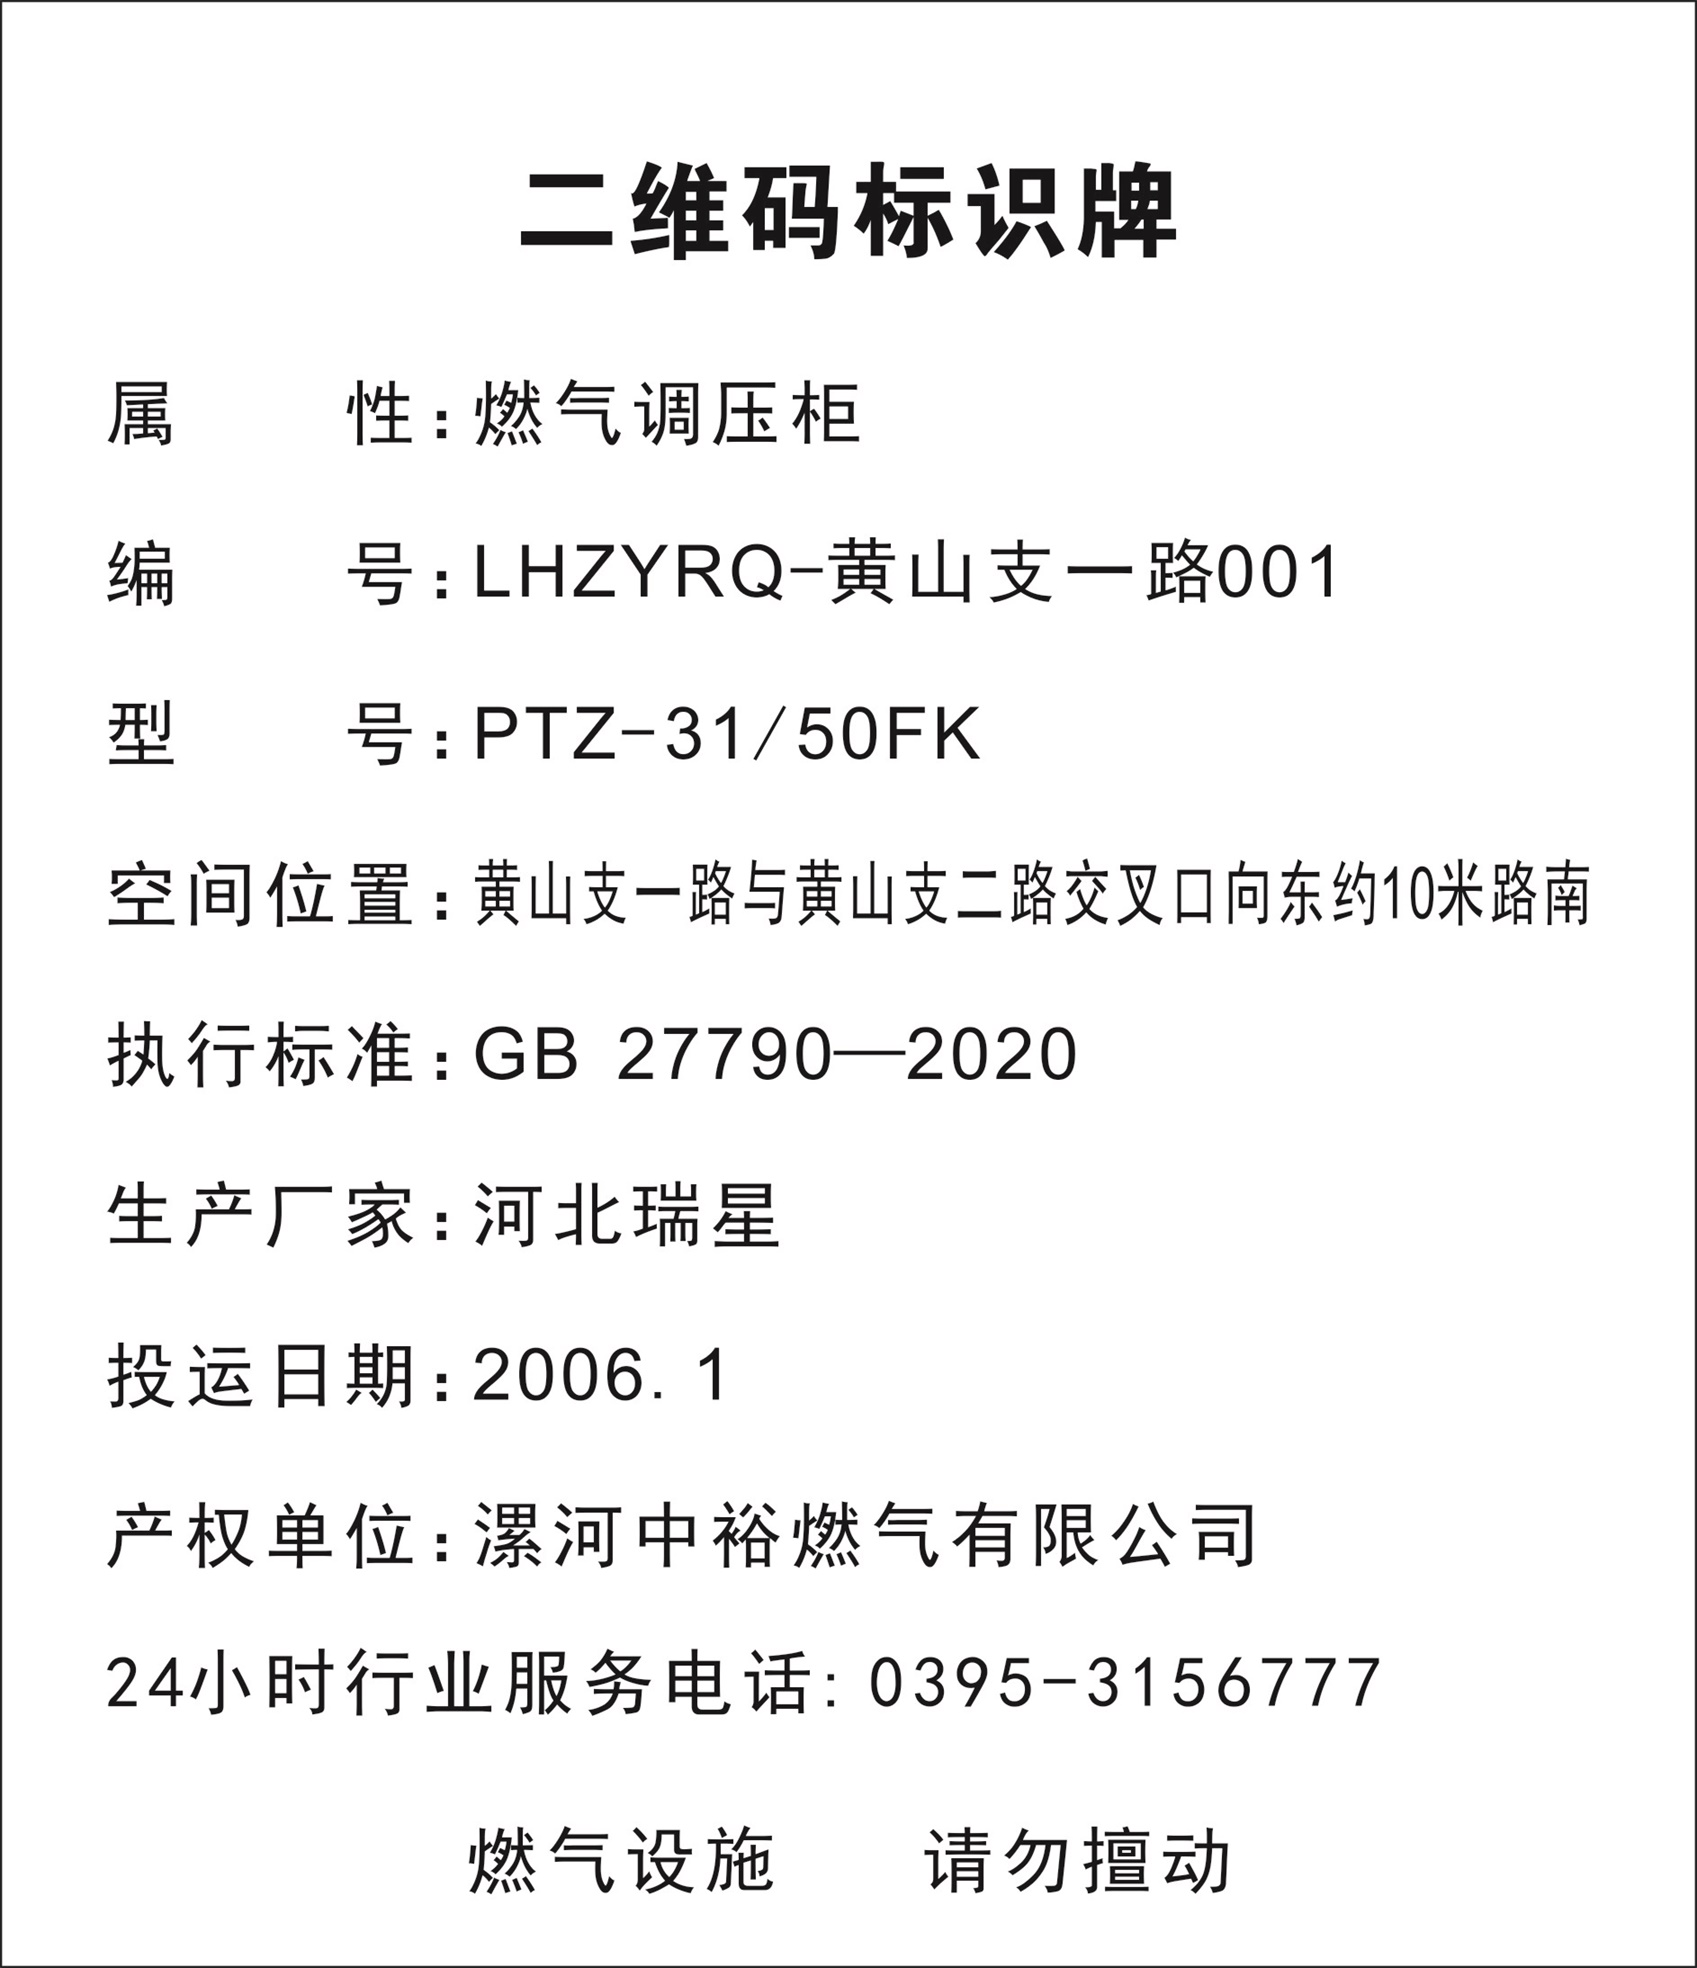 二维码标识牌
属 性:燃气调压柜
编 号:LHZYRQ-黄山支一路001
型 号:PTZ-31/50FK
空间位置:黄山支一路与黄山支二路交叉口向东约10米路南
执行标准:GB 27790—2020
生产厂家:河北瑞星
投运日期:2006.1
产权单位:漯河中裕燃气有限公司
24小时行业服务电话:0395-3156777
燃气设施 请勿擅动